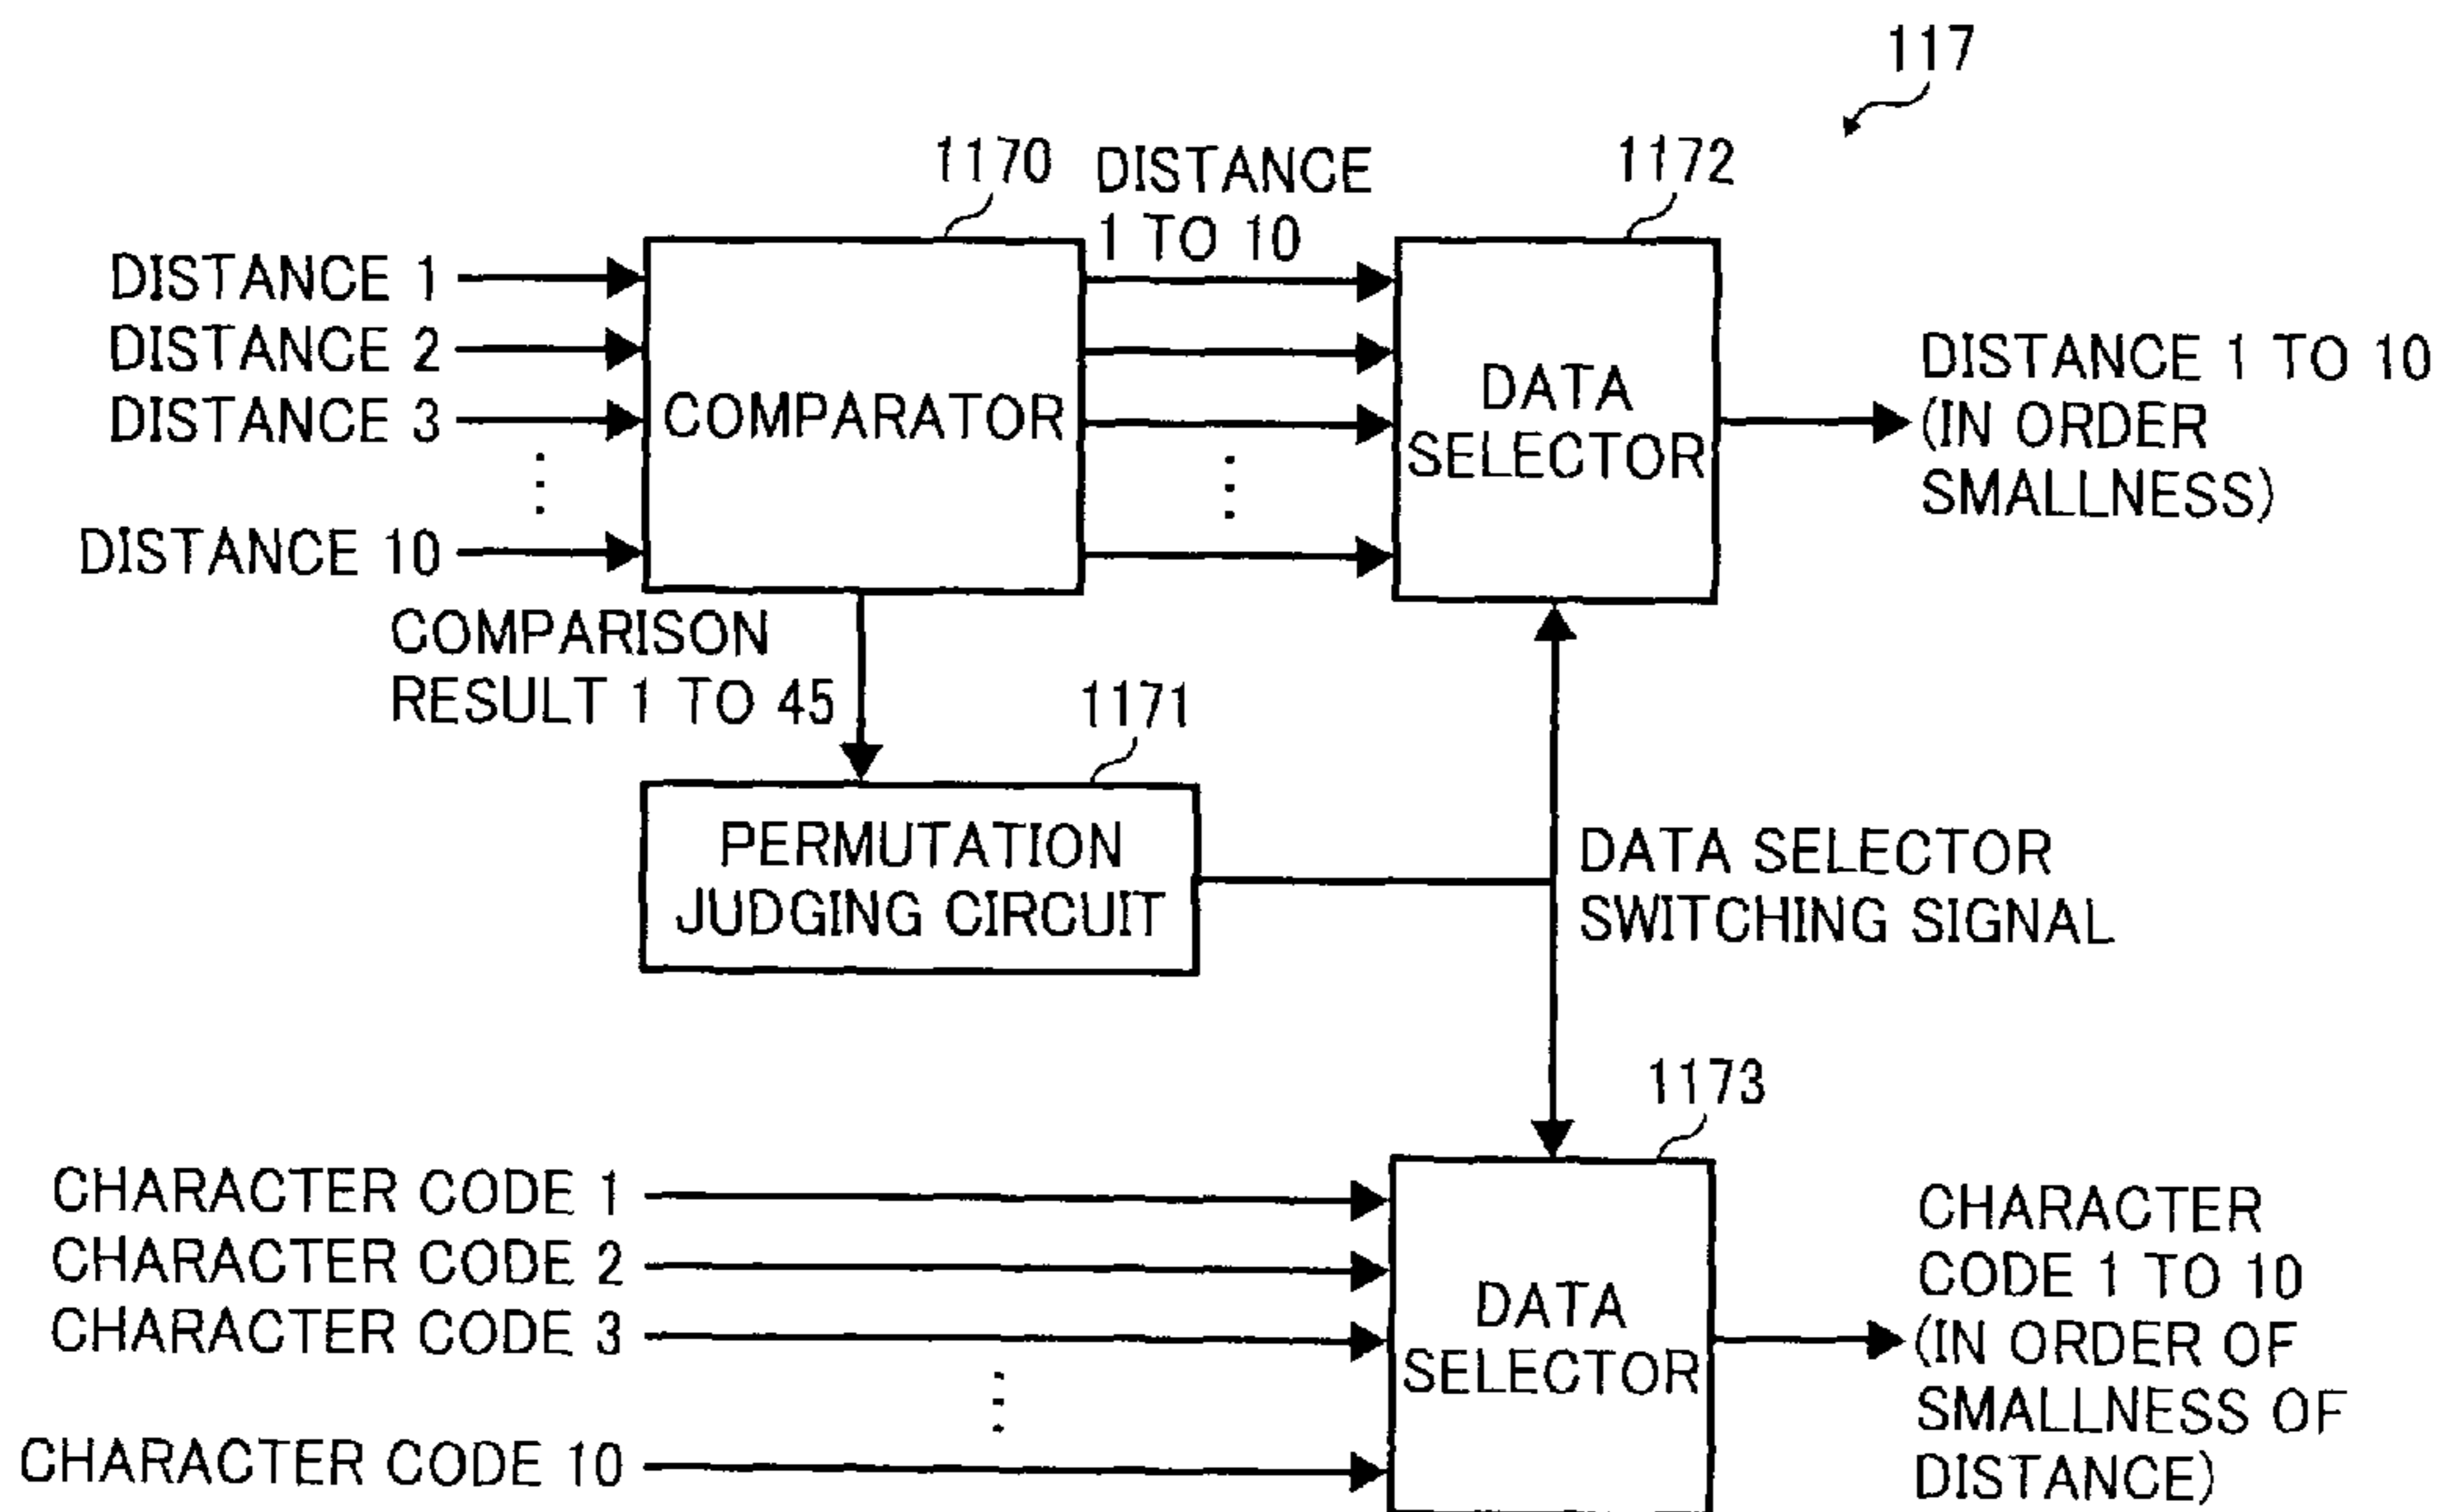 117
1170
DISTANCE
1 TO 10
1172
DISTANCE 1
DISTANCE 2
DISTANCE 3
DISTANCE 10
COMPARATOR
DATA
SELECTOR
DISTANCE 1 TO 10
(IN ORDER
SMALLNESS)
COMPARISON
RESULT 1 TO 45
1171
PERMUTATION
JUDGING CIRCUIT
DATA SELECTOR
SWITCHING SIGNAL
1173
CHARACTER CODE 1
CHARACTER CODE 2
CHARACTER CODE 3
CHARACTER CODE 10
DATA
SELECTOR
CHARACTER
CODE 1 TO 10
(IN ORDER OF
SMALLNESS OF
DISTANCE)